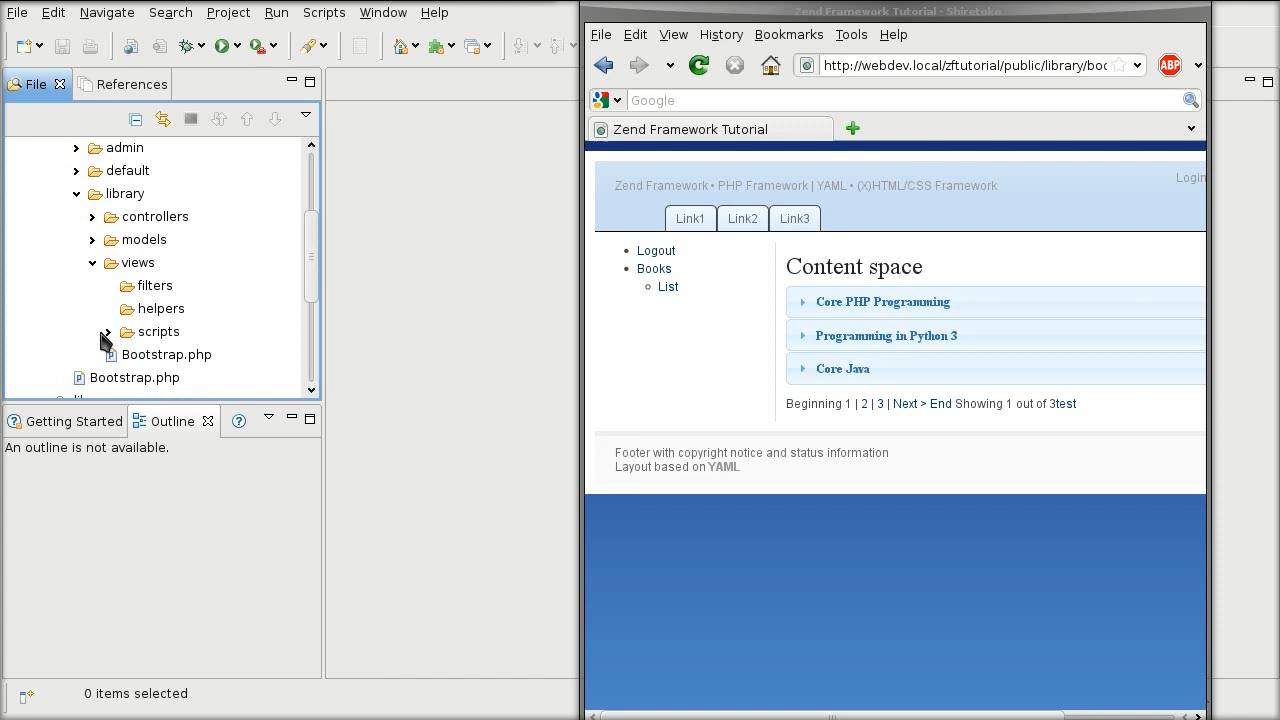 File Edit Navigate Search Project Run Scripts Window Help
File
References
admin
default
library
controllers
models
views
filters
helpers
scripts
Bootstrap.php
Bootstrap.php
Getting Started
Outline
An outline is not available.
0 items selected
Zend Framework Tutorial - Shiretoko
File Edit View History Bookmarks Tools Help
http://webdev.local/zftutorial/public/library/boo
ABP
Google
Zend Framework Tutorial
Zend Framework • PHP Framework | YAML • (X)HTML/CSS Framework
Login
Link1
Link2
Link3
Logout
Books
List
Content space
Core PHP Programming
Programming in Python 3
Core Java
Beginning 1 | 2 | 3 | Next > End Showing 1 out of 3test
Footer with copyright notice and status information
Layout based on YAML